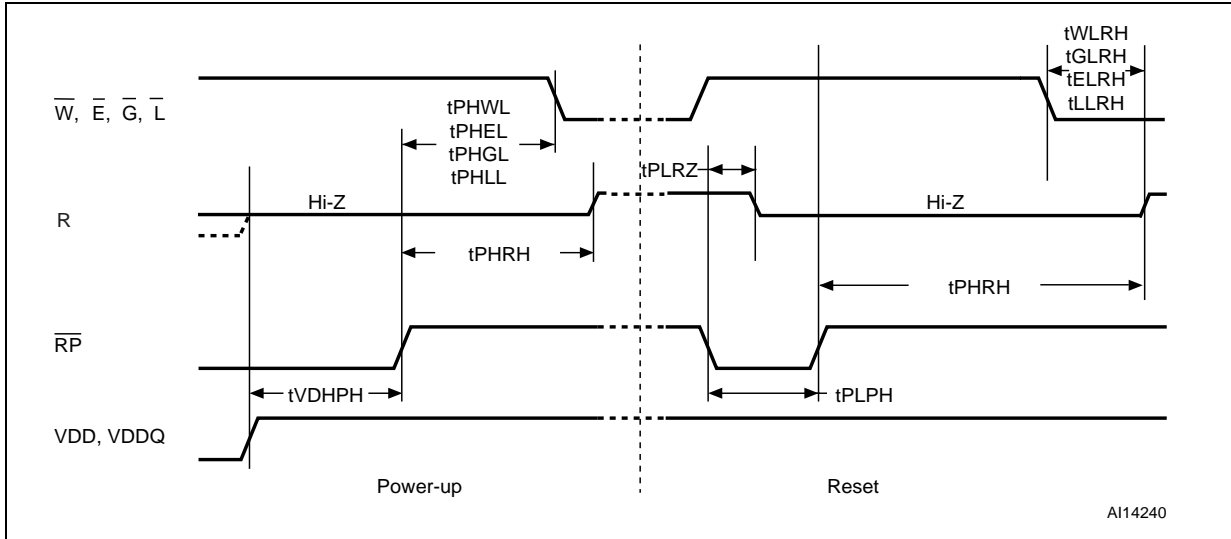 tWLRH
tGLRH
tELRH
tLLRH
W̅, E̅, G̅, L̅
tPHWL
tPHEL
tPHGL
tPHLL
tPLRZ
R
Hi-Z
Hi-Z
tPHRH
tPHRH
R̅P̅
tVDHPH
tPLPH
VDD, VDDQ
Power-up
Reset
AI14240